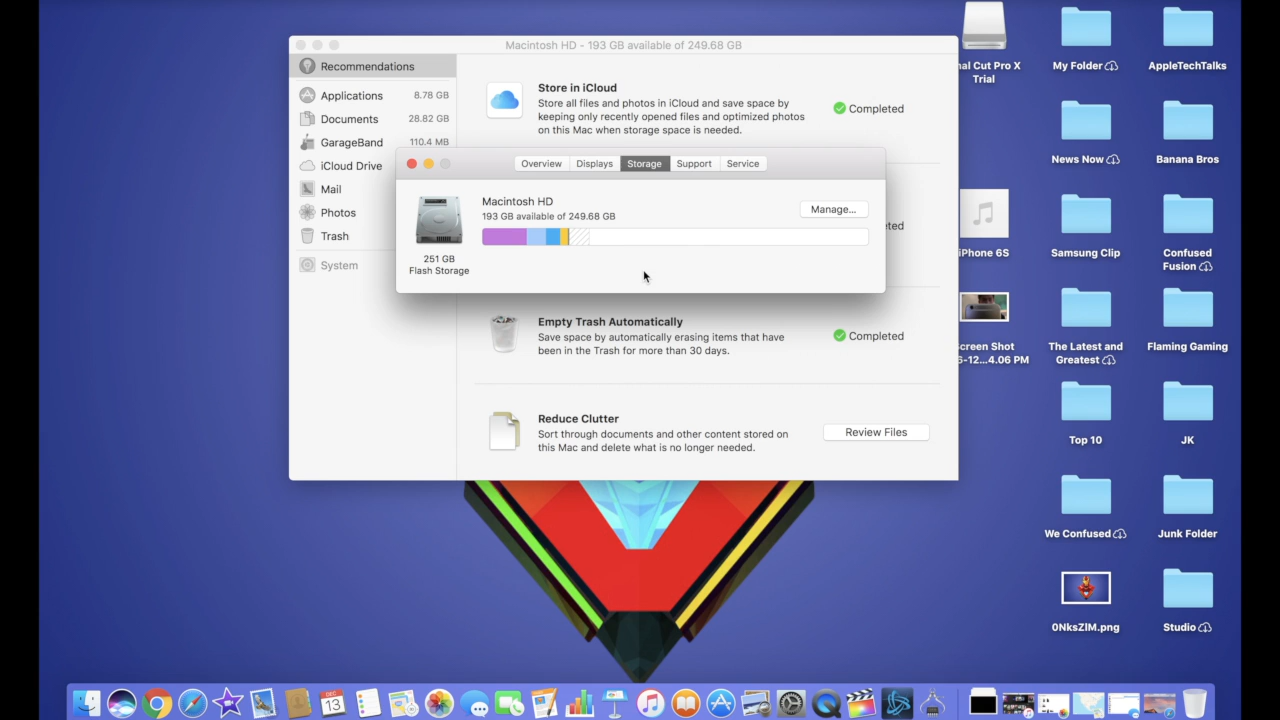 Macintosh HD - 193 GB available of 249.68 GB
Recommendations
Applications 8.78 GB
Documents 28.82 GB
GarageBand 110.4 MB
iCloud Drive
Mail
Photos
Trash
System
Store in iCloud
Store all files and photos in iCloud and save space by
keeping only recently opened files and optimized photos
on this Mac when storage space is needed.
Completed
Overview Displays Storage Support Service
Macintosh HD
193 GB available of 249.68 GB
Manage...
251 GB
Flash Storage
eted
Empty Trash Automatically
Save space by automatically erasing items that have
been in the Trash for more than 30 days.
Completed
Reduce Clutter
Sort through documents and other content stored on
this Mac and delete what is no longer needed.
Review Files
nal Cut Pro X
Trial
My Folder
AppleTechTalks
News Now
Banana Bros
iPhone 6S
Samsung Clip
Confused
Fusion
creen Shot
6-12...4.06 PM
The Latest and
Greatest
Flaming Gaming
Top 10
JK
We Confused
Junk Folder
0NksZlM.png
Studio
DEC